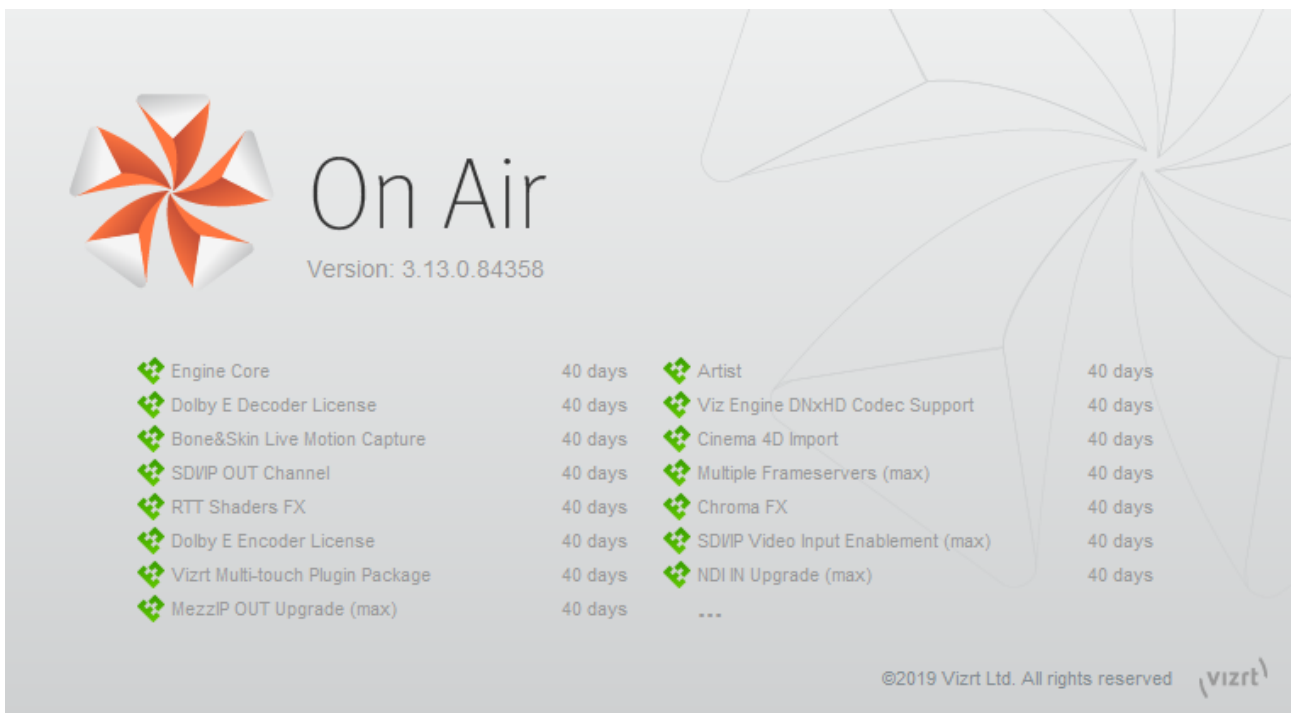 On Air
Version: 3.13.0.84358
Engine Core 40 days Artist 40 days
Dolby E Decoder License 40 days Viz Engine DNxHD Codec Support 40 days
Bone&Skin Live Motion Capture 40 days Cinema 4D Import 40 days
SDI/IP OUT Channel 40 days Multiple Frameservers (max) 40 days
RTT Shaders FX 40 days Chroma FX 40 days
Dolby E Encoder License 40 days SDI/IP Video Input Enablement (max) 40 days
Vizrt Multi-touch Plugin Package 40 days NDI IN Upgrade (max) 40 days
MezzIP OUT Upgrade (max) 40 days ...
©2019 Vizrt Ltd. All rights reserved vizrt